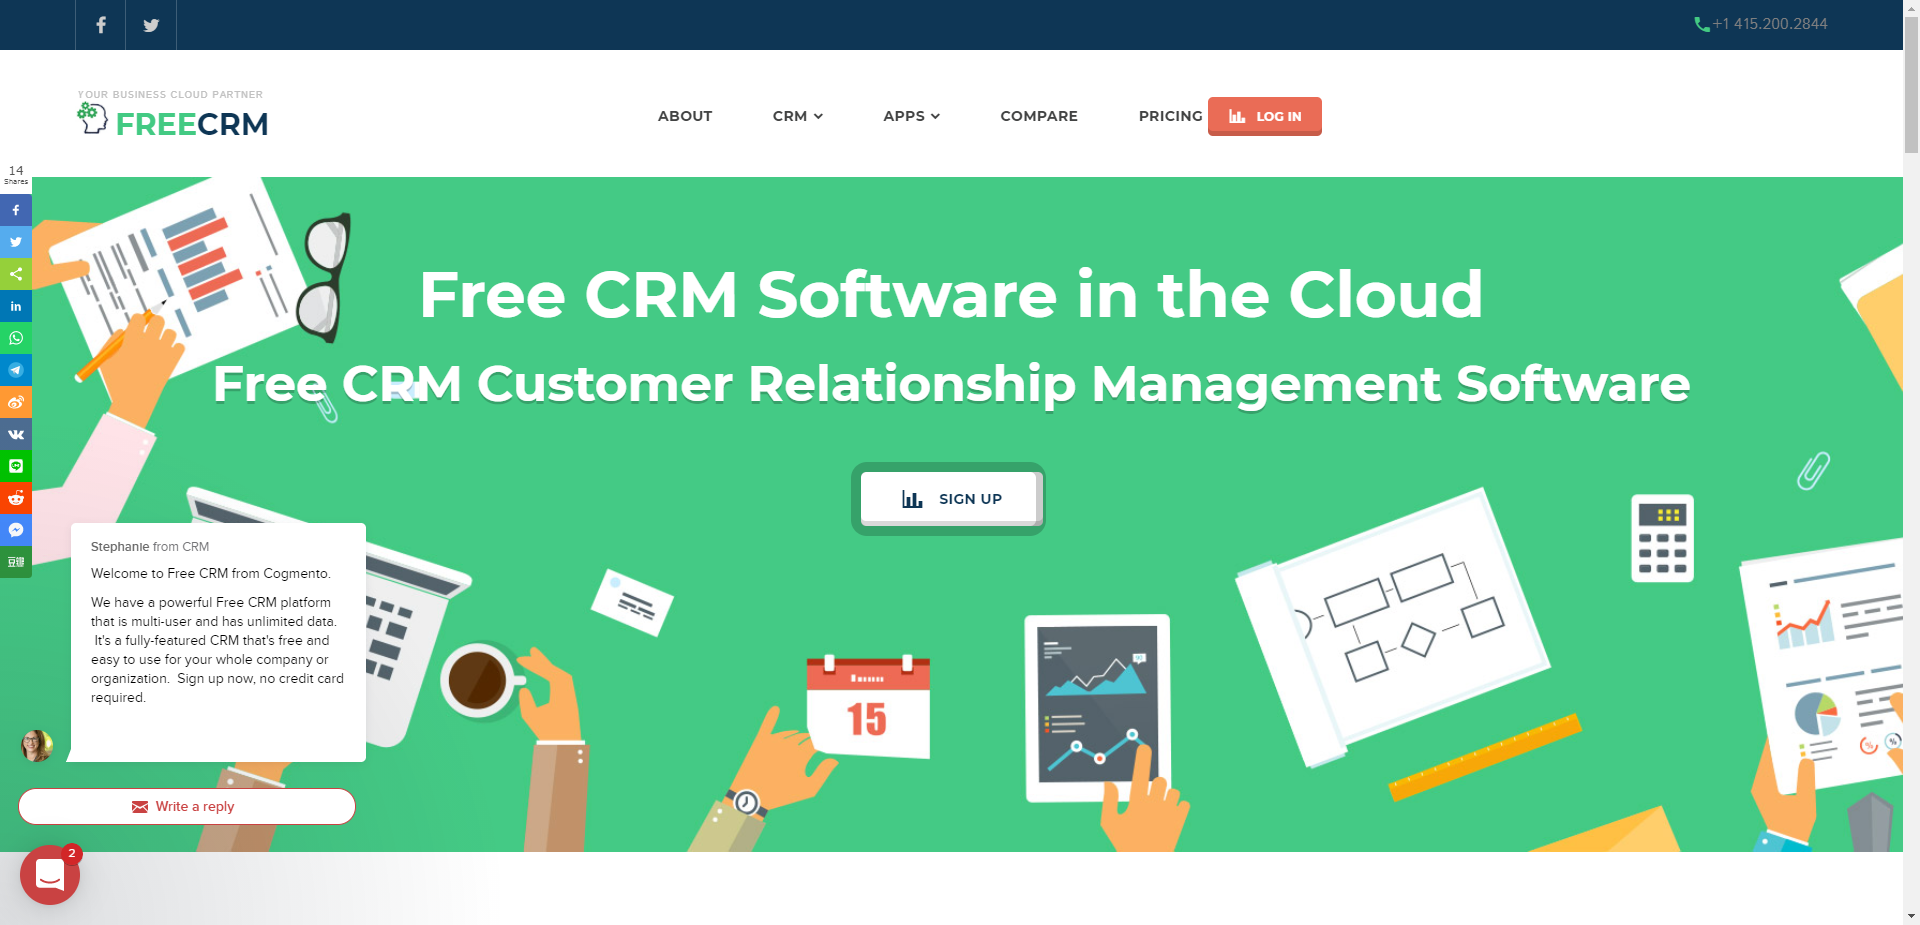 +1 415.200.2844
YOUR BUSINESS CLOUD PARTNER
FREECRM
ABOUT
CRM
APPS
COMPARE
PRICING
LOG IN
14
Shares
Free CRM Software in the Cloud
Free CRM Customer Relationship Management Software
SIGN UP
Stephanie from CRM
Welcome to Free CRM from Cogmento.
We have a powerful Free CRM platform
that is multi-user and has unlimited data.
It's a fully-featured CRM that's free and
easy to use for your whole company or
organization. Sign up now, no credit card
required.
15
% %
Write a reply
2